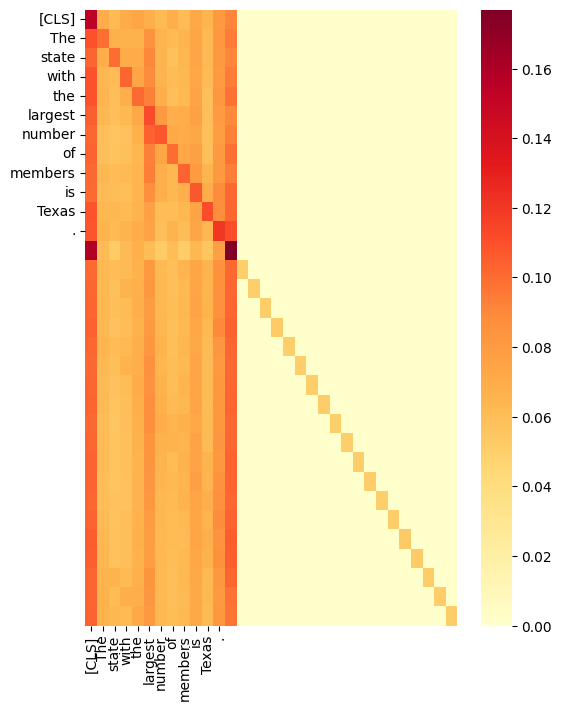 [CLS]
The
state
with
the
largest
number
of
members
is
Texas
.
0.16
0.14
0.12
0.10
0.08
0.06
0.04
0.02
0.00
[CLS]
The
state
with
the
largest
number
of
members
is
Texas
.